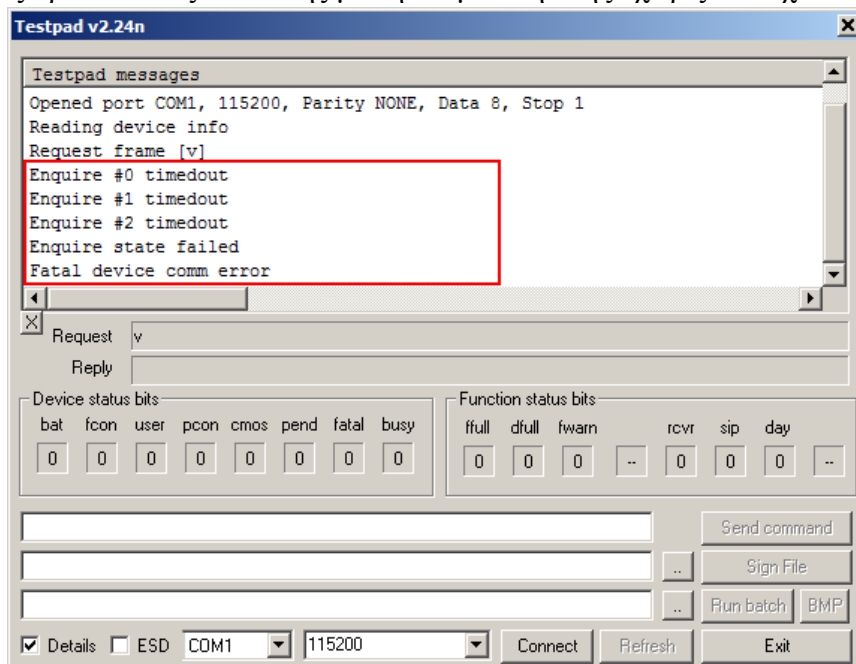 Testpad v2.24n
Testpad messages
Opened port COM1, 115200, Parity NONE, Data 8, Stop 1
Reading device info
Request frame [v]
Enquire #0 timedout
Enquire #1 timedout
Enquire #2 timedout
Enquire state failed
Fatal device comm error
X
Request v
Reply
Device status bits
bat fcon user pcon cmos pend fatal busy
0 0 0 0 0 0 0 0
Function status bits
ffull dfull fwarn rcvr sip day
0 0 0 -- 0 0 0 --
Send command
.. Sign File
.. Run batch BMP
Details ESD COM1 115200 Connect Refresh Exit